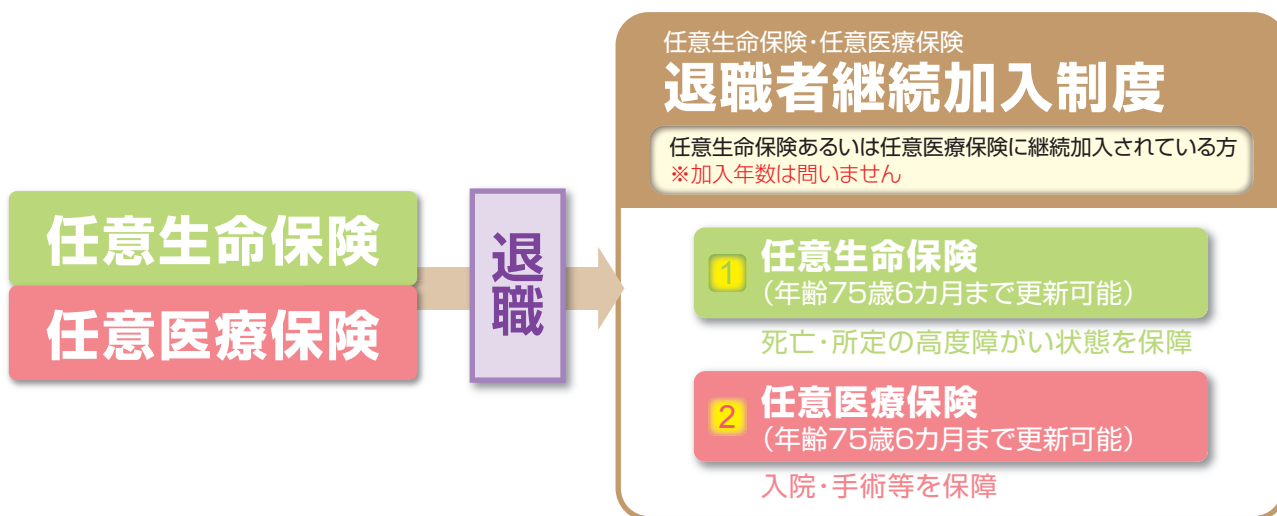 任意生命保険
任意医療保険
退職
任意生命保険・任意医療保険
退職者継続加入制度
任意生命保険あるいは任意医療保険に継続加入されている方
※加入年数は問いません
1 任意生命保険
（年齢75歳6カ月まで更新可能）
死亡・所定の高度障がい状態を保障
2 任意医療保険
（年齢75歳6カ月まで更新可能）
入院・手術等を保障